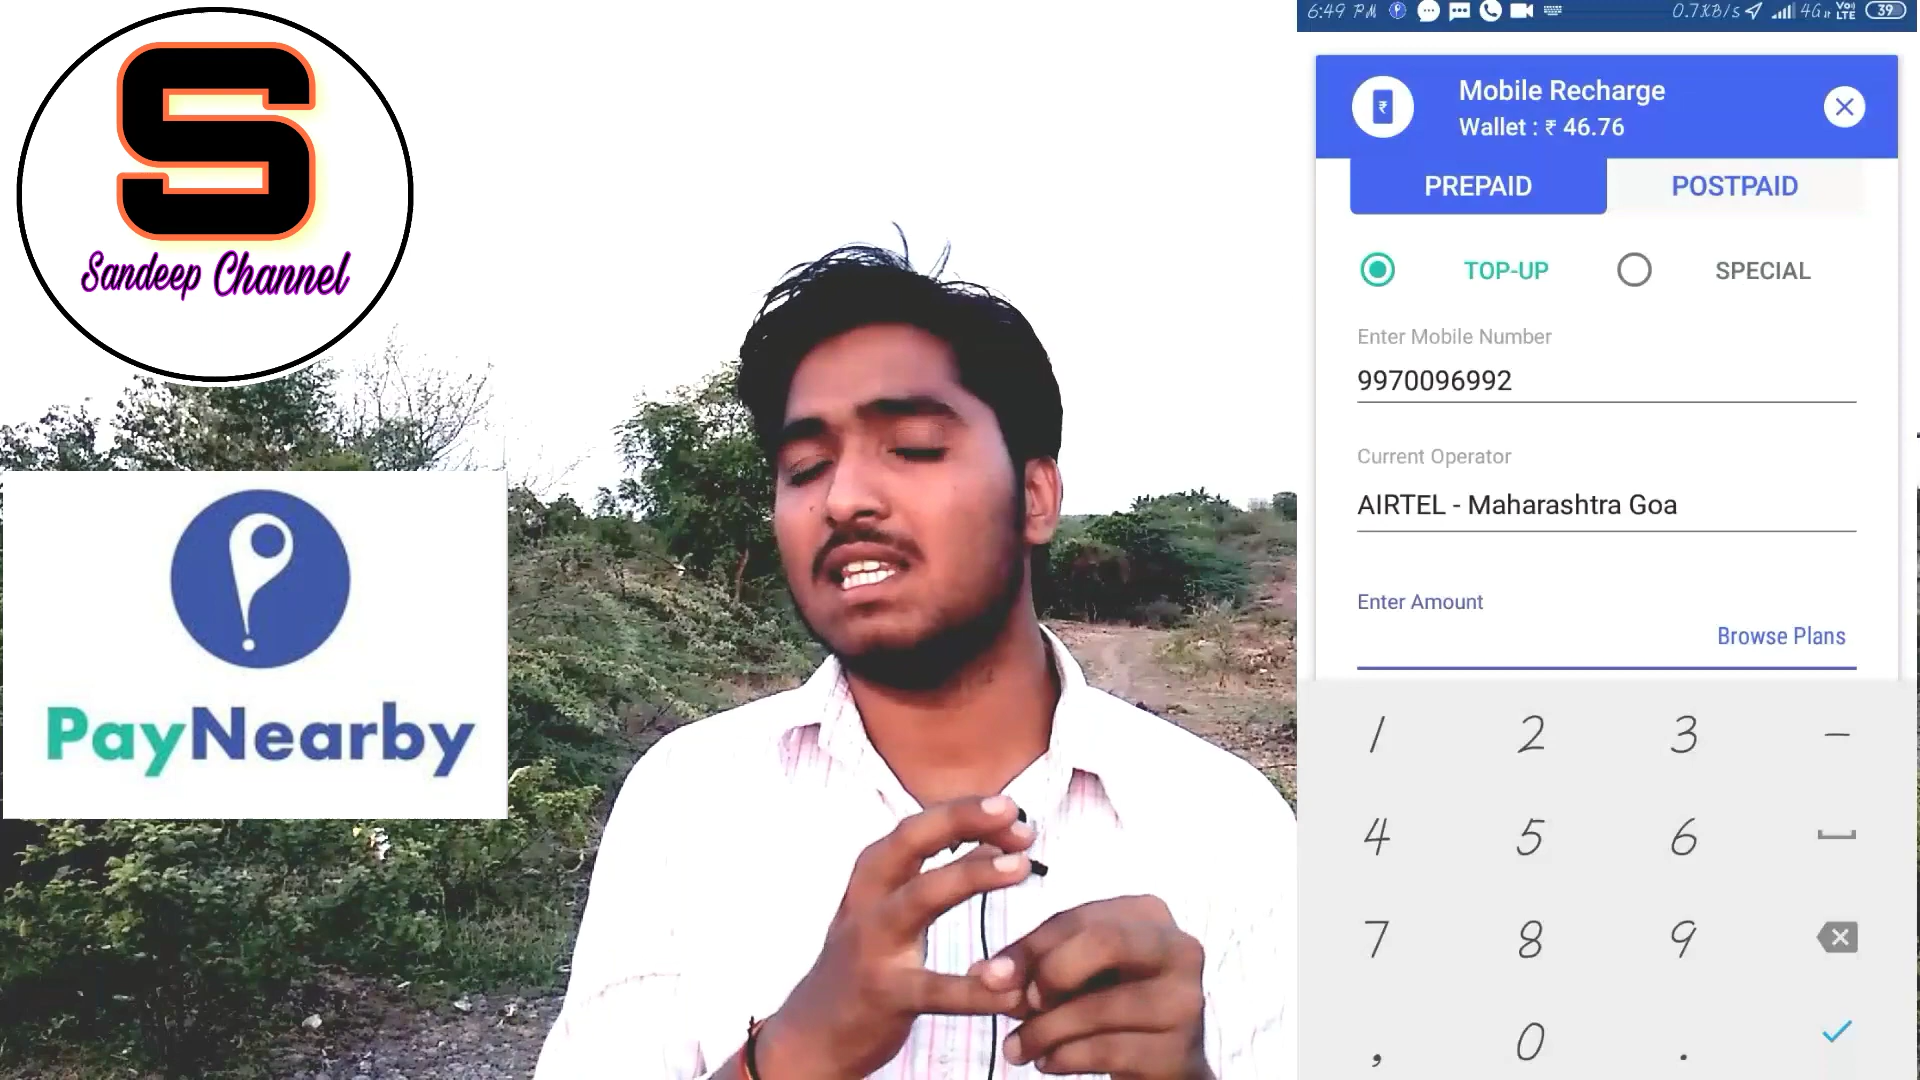 S
Sandeep Channel
PayNearby
6:49 PM
0.7KB/s
4G
VoLTE
39
Mobile Recharge
Wallet : ₹ 46.76
PREPAID
POSTPAID
TOP-UP
SPECIAL
Enter Mobile Number
9970096992
Current Operator
AIRTEL - Maharashtra Goa
Enter Amount
Browse Plans
1 2 3 -
4 5 6
7 8 9
, 0 .